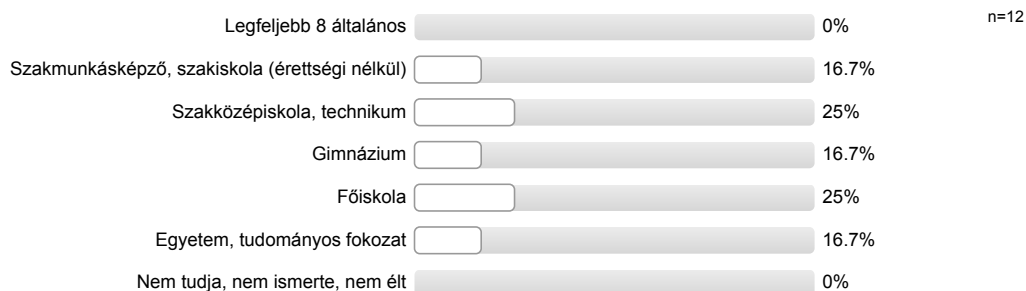 Legfeljebb 8 általános 0% n=12
Szakmunkásképző, szakiskola (érettségi nélkül) 16.7%
Szakközépiskola, technikum 25%
Gimnázium 16.7%
Főiskola 25%
Egyetem, tudományos fokozat 16.7%
Nem tudja, nem ismerte, nem élt 0%